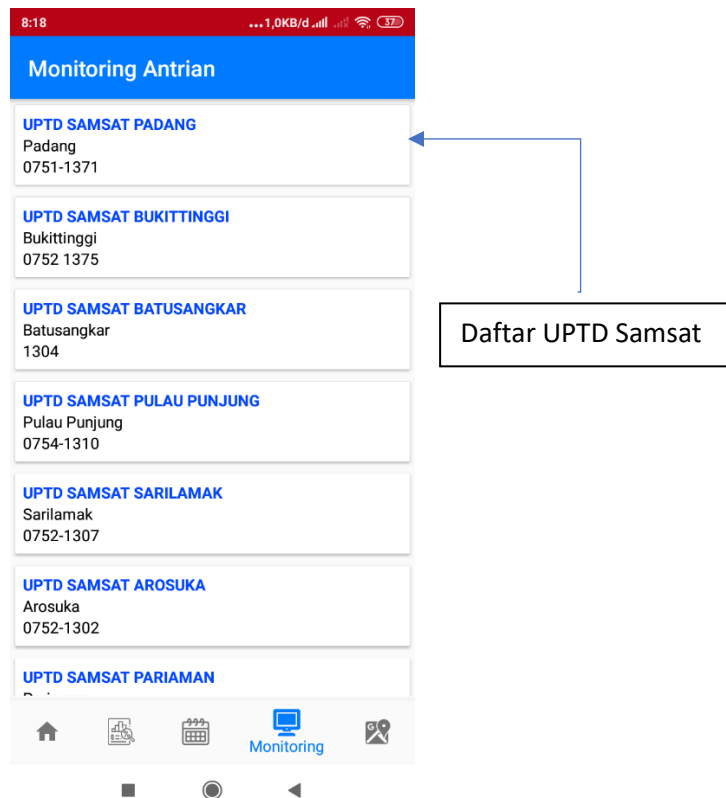 8:18
...1,0KB/d
37
Monitoring Antrian
UPTD SAMSAT PADANG
Padang
0751-1371
UPTD SAMSAT BUKITTINGGI
Bukittinggi
0752 1375
UPTD SAMSAT BATUSANGKAR
Batusangkar
1304
UPTD SAMSAT PULAU PUNJUNG
Pulau Punjung
0754-1310
UPTD SAMSAT SARILAMAK
Sarilamak
0752-1307
UPTD SAMSAT AROSUKA
Arosuka
0752-1302
UPTD SAMSAT PARIAMAN
Monitoring
Daftar UPTD Samsat